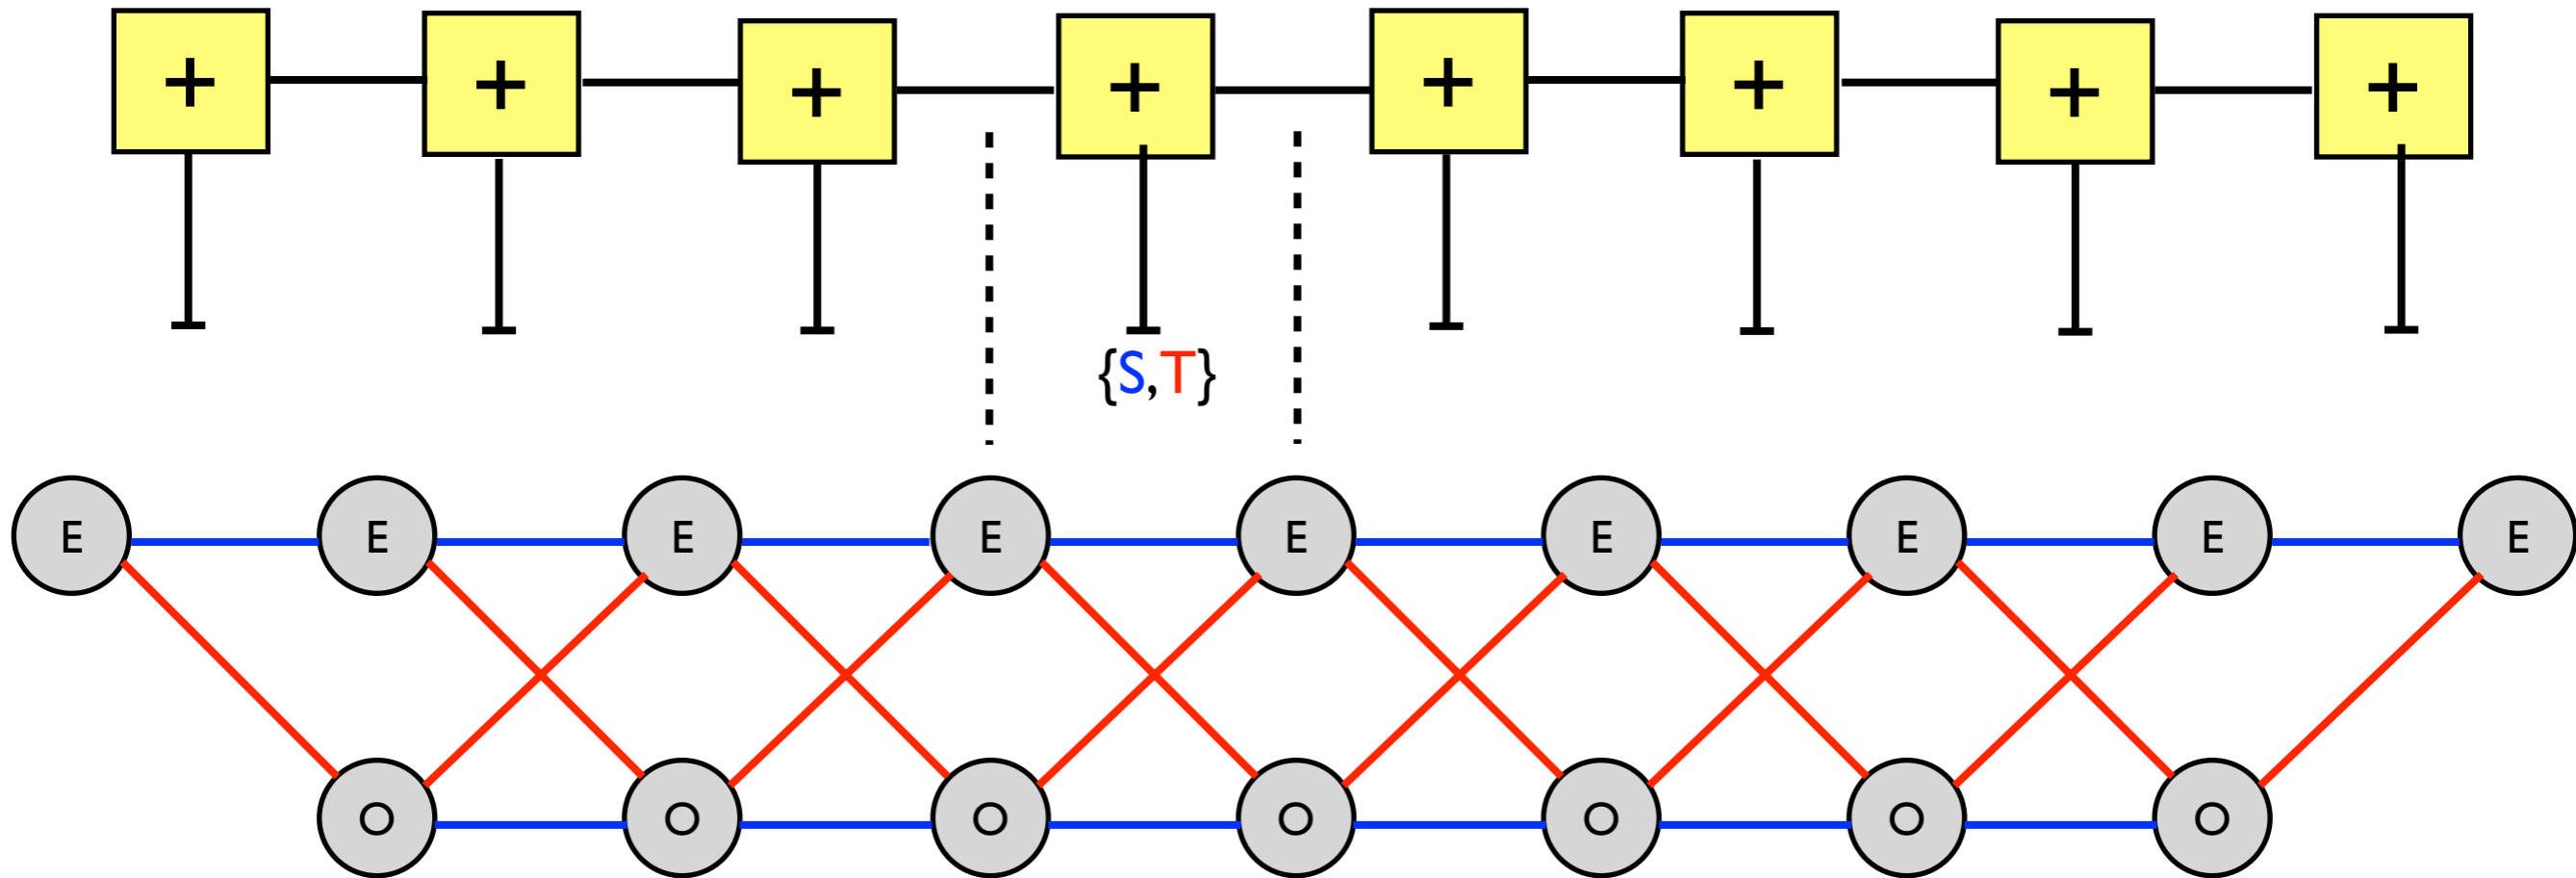 + + + + + + + +
{S,T}
E E E E E E E E E
O O O O O O O